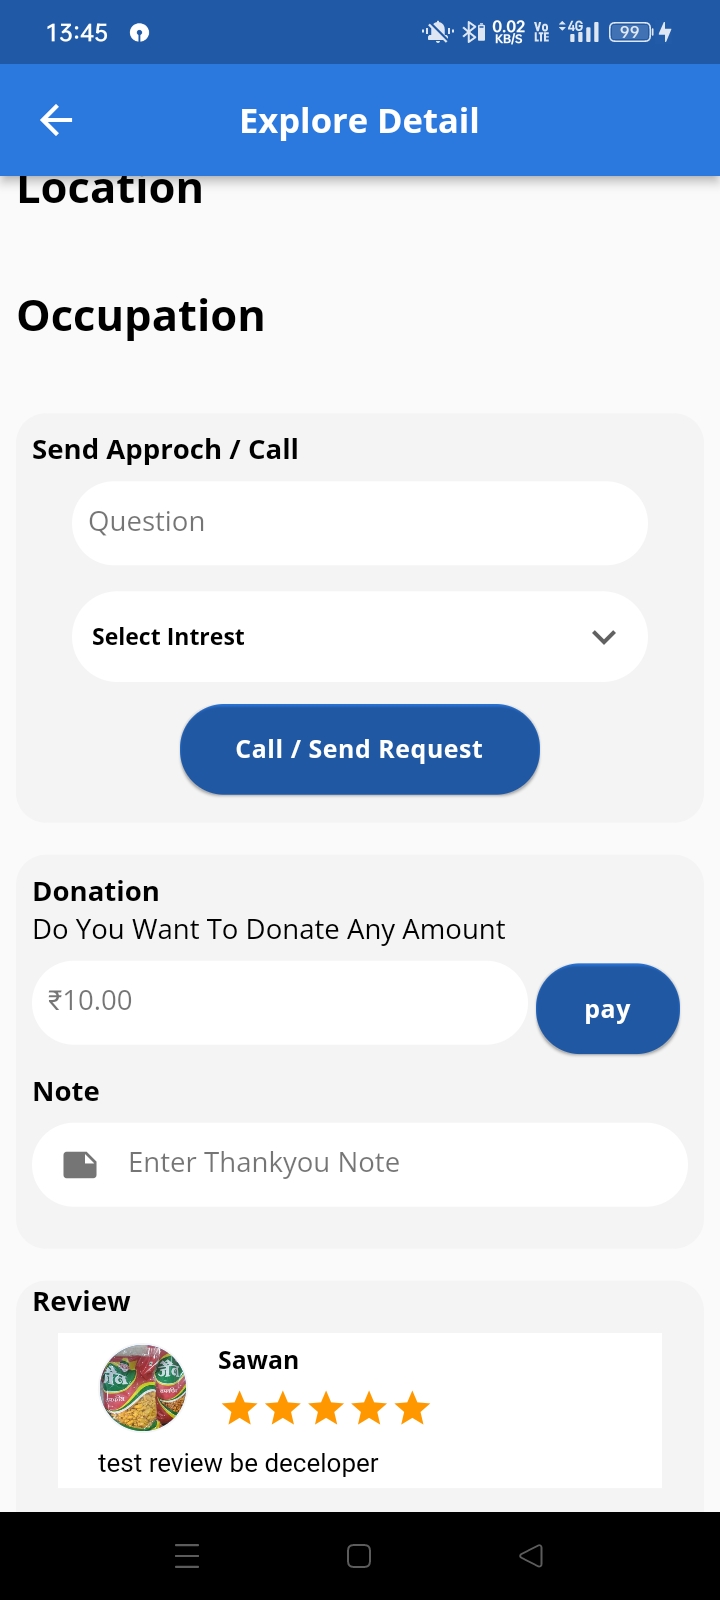 13:45
0.02 KB/S Vo LTE 4G 99
Explore Detail
Location
Occupation
Send Approch / Call
Question
Select Intrest
Call / Send Request
Donation
Do You Want To Donate Any Amount
₹10.00
pay
Note
Enter Thankyou Note
Review
Sawan
test review be deceloper